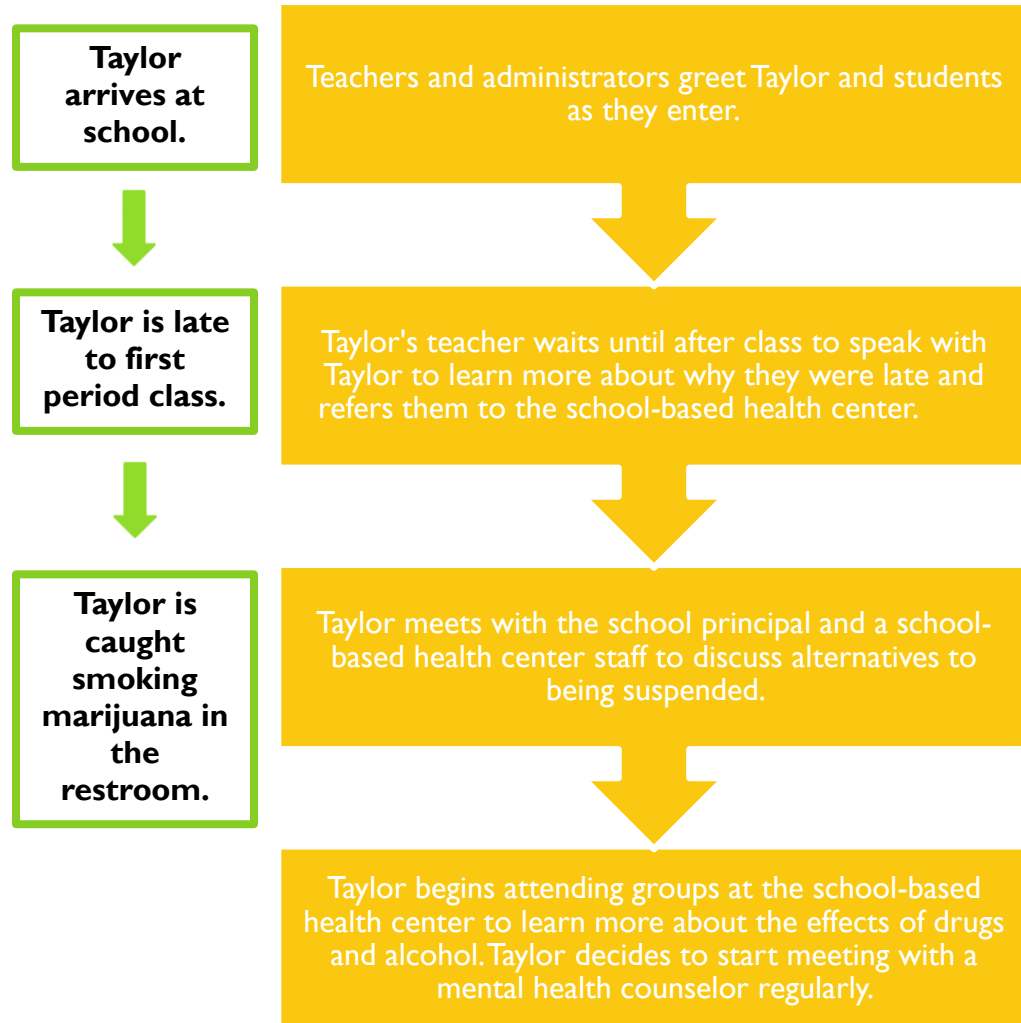 Taylor
arrives at
school.
Teachers and administrators greet Taylor and students
as they enter.
Taylor is late
to first
period class.
Taylor's teacher waits until after class to speak with
Taylor to learn more about why they were late and
refers them to the school-based health center.
Taylor is
caught
smoking
marijuana in
the
restroom.
Taylor meets with the school principal and a school-
based health center staff to discuss alternatives to
being suspended.
Taylor begins attending groups at the school-based
health center to learn more about the effects of drugs
and alcohol. Taylor decides to start meeting with a
mental health counselor regularly.